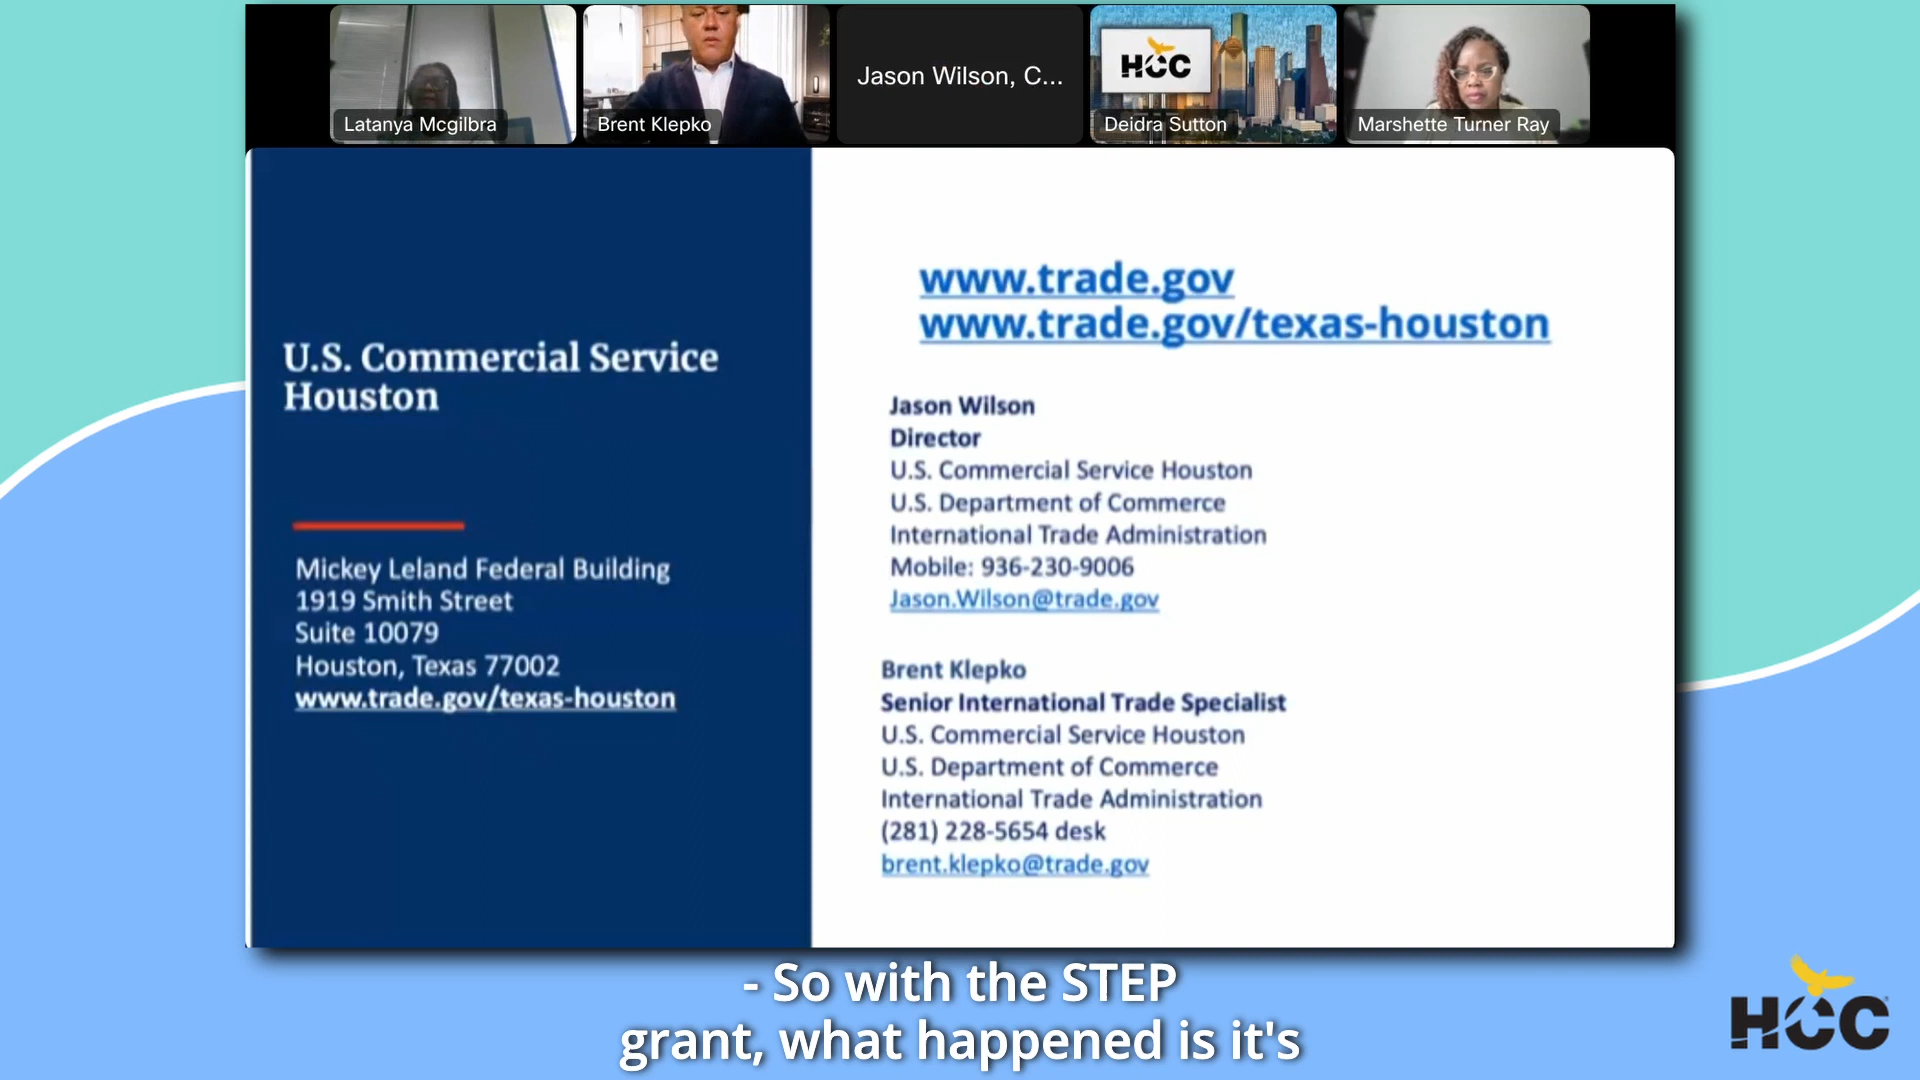 Latanya Mcgilbra
Brent Klepko
Jason Wilson, C...
HCC
Deidra Sutton
Marshette Turner Ray
U.S. Commercial Service
Houston
Mickey Leland Federal Building
1919 Smith Street
Suite 10079
Houston, Texas 77002
www.trade.gov/texas-houston
www.trade.gov
www.trade.gov/texas-houston
Jason Wilson
Director
U.S. Commercial Service Houston
U.S. Department of Commerce
International Trade Administration
Mobile: 936-230-9006
Jason.Wilson@trade.gov
Brent Klepko
Senior International Trade Specialist
U.S. Commercial Service Houston
U.S. Department of Commerce
International Trade Administration
(281) 228-5654 desk
brent.klepko@trade.gov
- So with the STEP
grant, what happened is it's
HCC